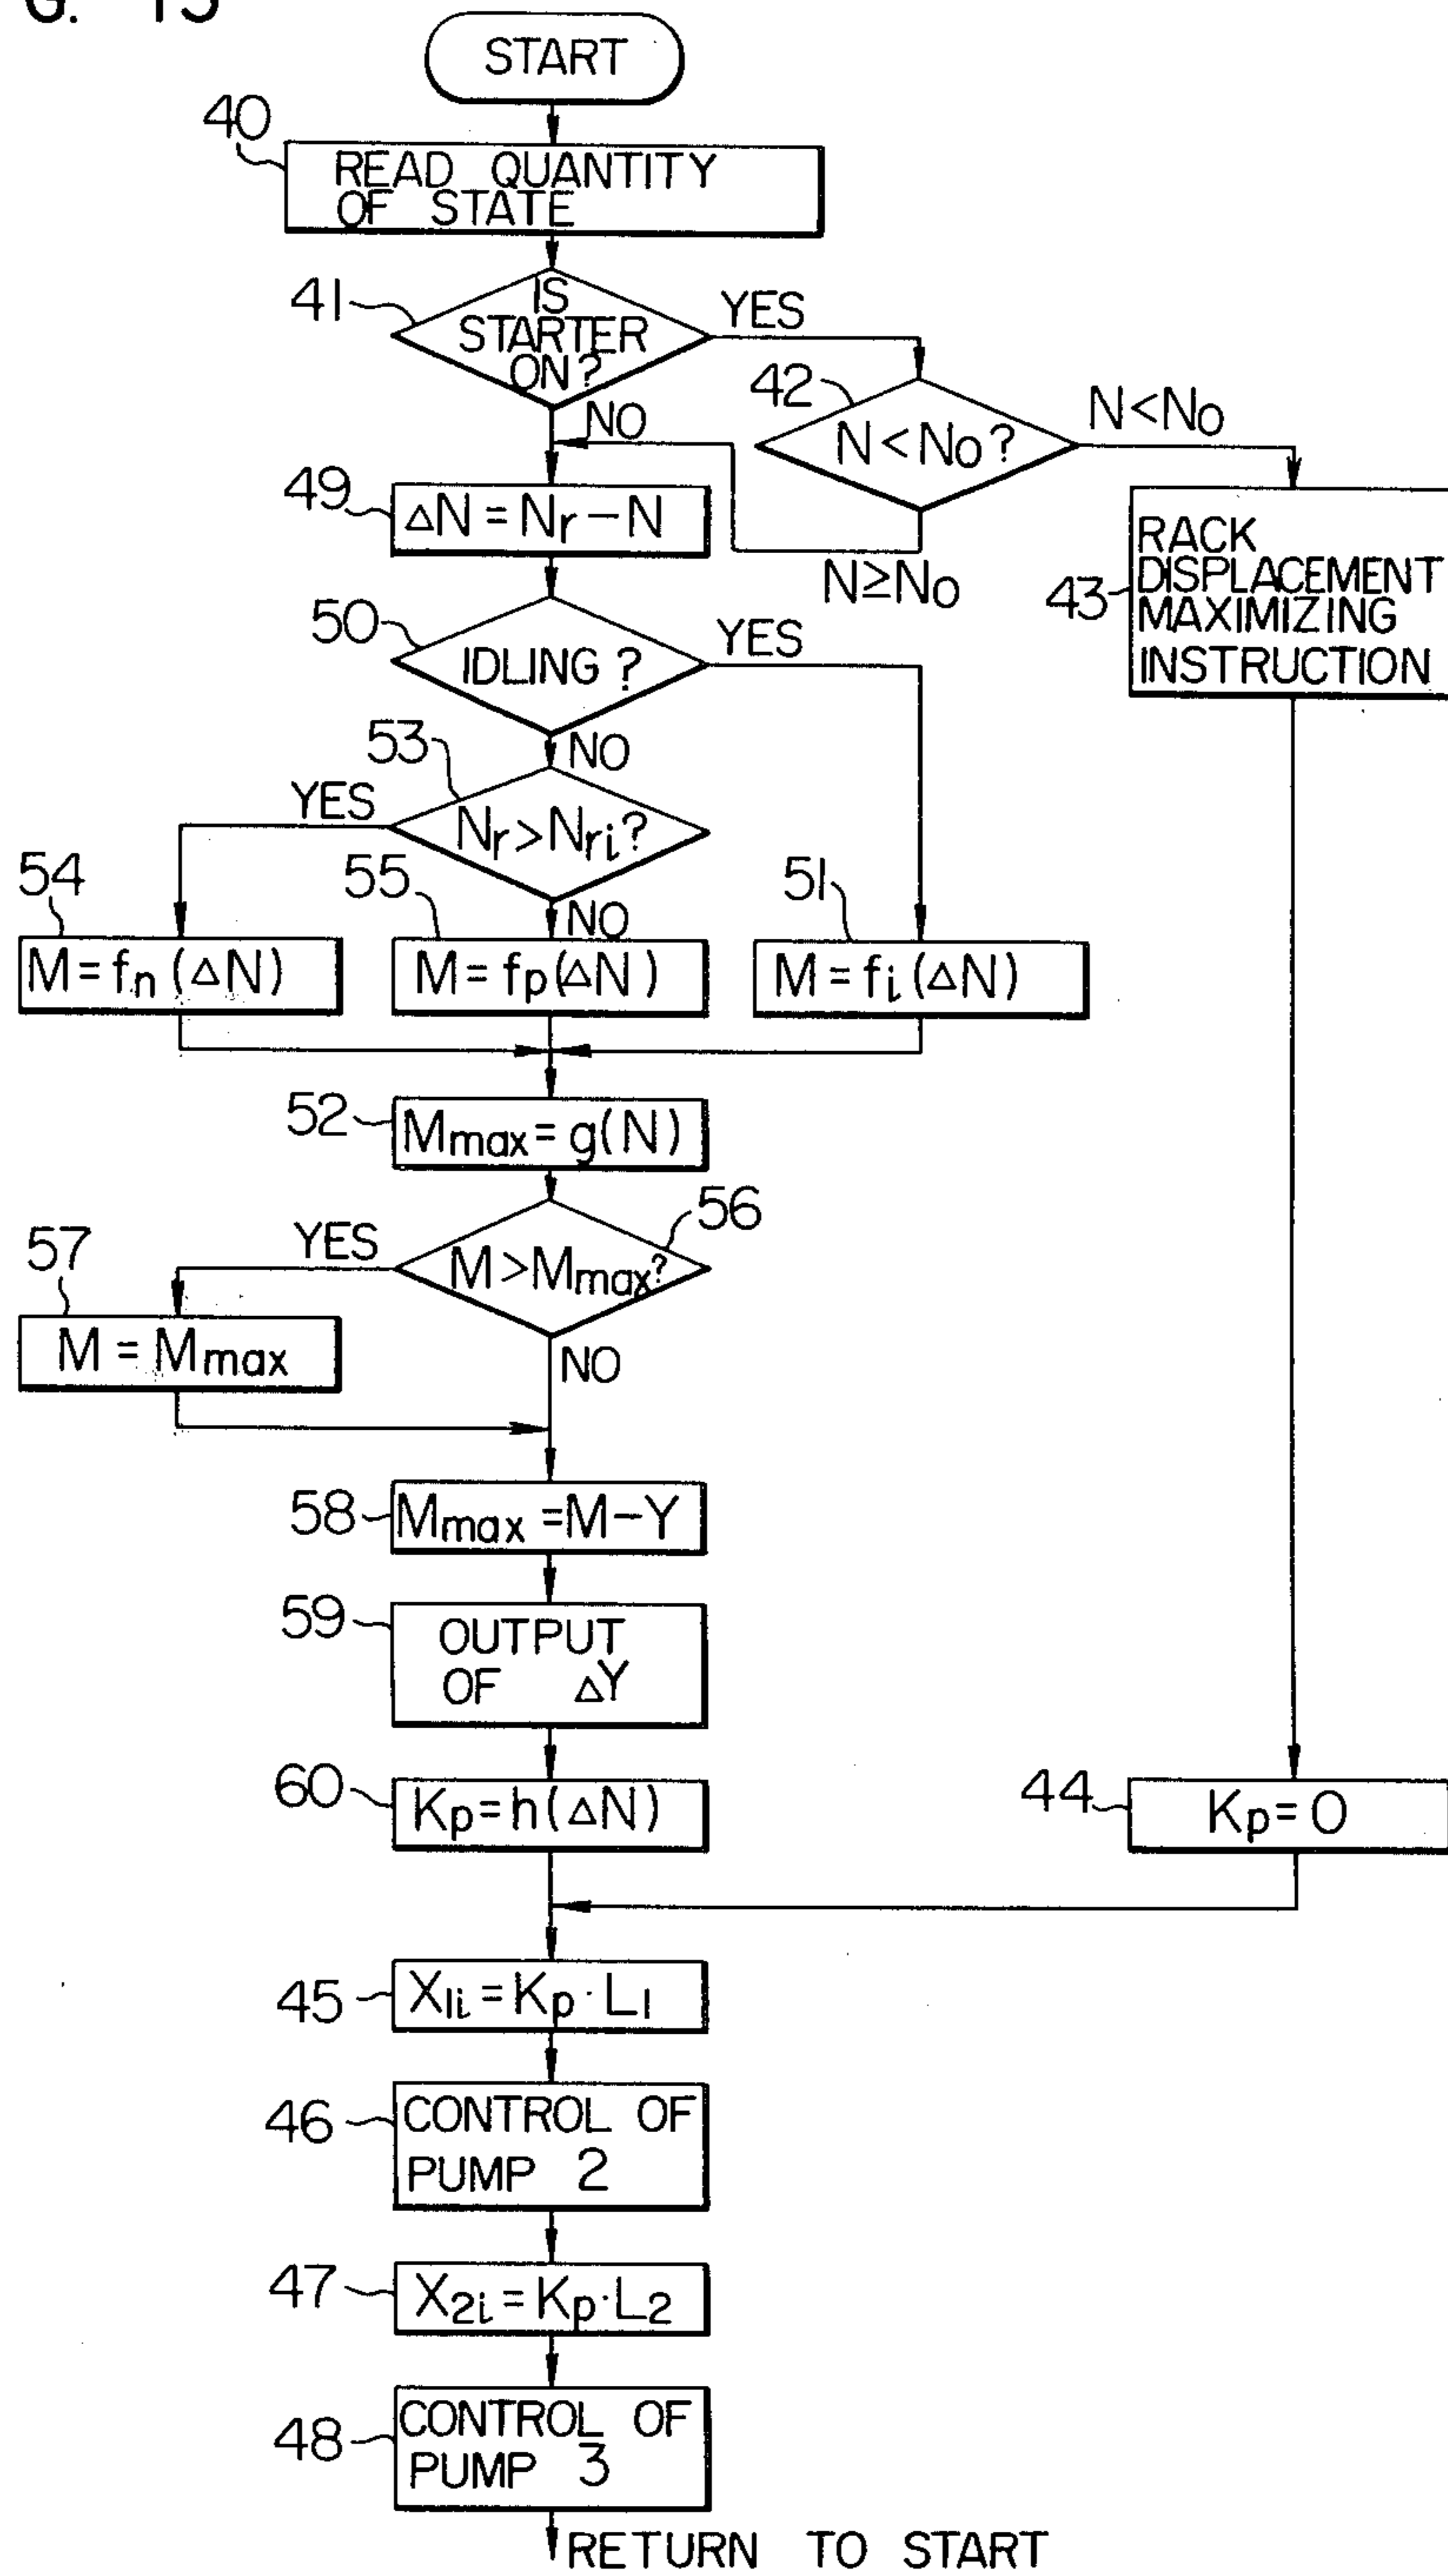 G. 15
START
40
READ QUANTITY
OF STATE
41
IS
STARTER
ON?
YES
NO
42
N<No?
N<No
N≥No
43
RACK
DISPLACEMENT
MAXIMIZING
INSTRUCTION
49
ΔN=Nr-N
50
IDLING?
YES
NO
53
Nr>Nri?
YES
NO
54
M=fn(ΔN)
55
M=fp(ΔN)
51
M=fi(ΔN)
52
Mmax=g(N)
56
M>Mmax?
YES
NO
57
M=Mmax
58
Mmax=M-Y
59
OUTPUT
OF ΔY
60
Kp=h(ΔN)
44
Kp=0
45
X1i=Kp·L1
46
CONTROL OF
PUMP 2
47
X2i=Kp·L2
48
CONTROL OF
PUMP 3
RETURN TO START